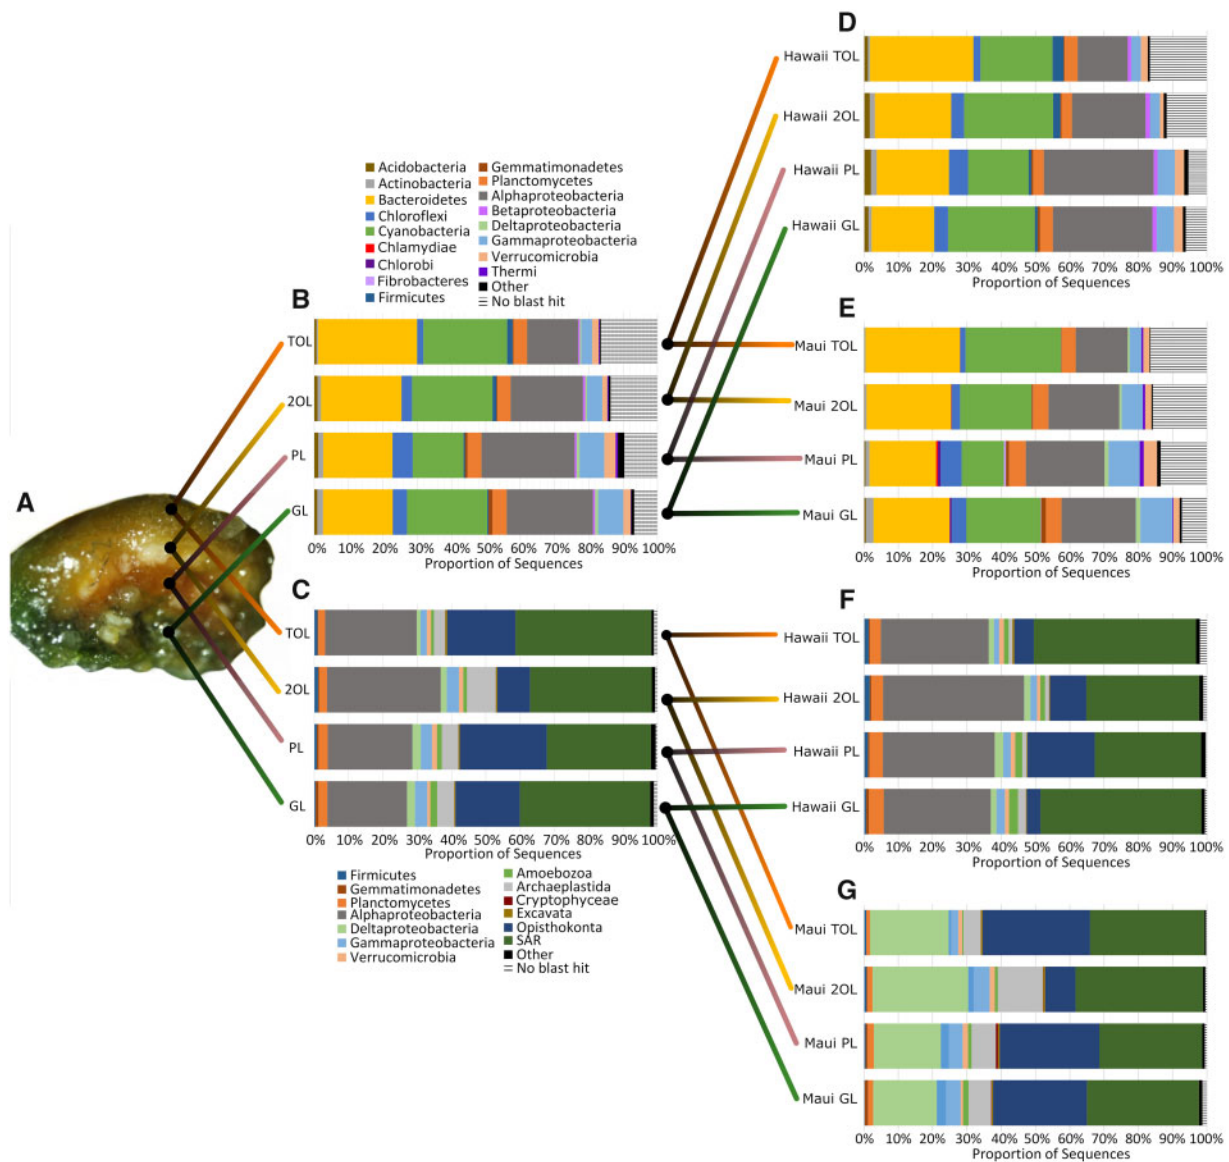 D
Hawaii TOL
Hawaii 2OL
Hawaii PL
Hawaii GL
0% 10% 20% 30% 40% 50% 60% 70% 80% 90% 100%
Proportion of Sequences
Acidobacteria
Actinobacteria
Bacteroidetes
Chloroflexi
Cyanobacteria
Chlamydiae
Chlorobi
Fibrobacteres
Firmicutes
Gemmatimonadetes
Planctomycetes
Alphaproteobacteria
Betaproteobacteria
Deltaproteobacteria
Gammaproteobacteria
Verrucomicrobia
Thermi
Other
No blast hit
B
TOL
2OL
PL
GL
0% 10% 20% 30% 40% 50% 60% 70% 80% 90% 100%
Proportion of Sequences
E
Maui TOL
Maui 2OL
Maui PL
Maui GL
0% 10% 20% 30% 40% 50% 60% 70% 80% 90% 100%
Proportion of Sequences
A
C
TOL
2OL
PL
GL
0% 10% 20% 30% 40% 50% 60% 70% 80% 90% 100%
Proportion of Sequences
Firmicutes
Gemmatimonadetes
Planctomycetes
Alphaproteobacteria
Deltaproteobacteria
Gammaproteobacteria
Verrucomicrobia
Amoebozoa
Archaeplastida
Cryptophyceae
Excavata
Opisthokonta
SAR
Other
No blast hit
F
Hawaii TOL
Hawaii 2OL
Hawaii PL
Hawaii GL
0% 10% 20% 30% 40% 50% 60% 70% 80% 90% 100%
Proportion of Sequences
G
Maui TOL
Maui 2OL
Maui PL
Maui GL
0% 10% 20% 30% 40% 50% 60% 70% 80% 90% 100%
Proportion of Sequences